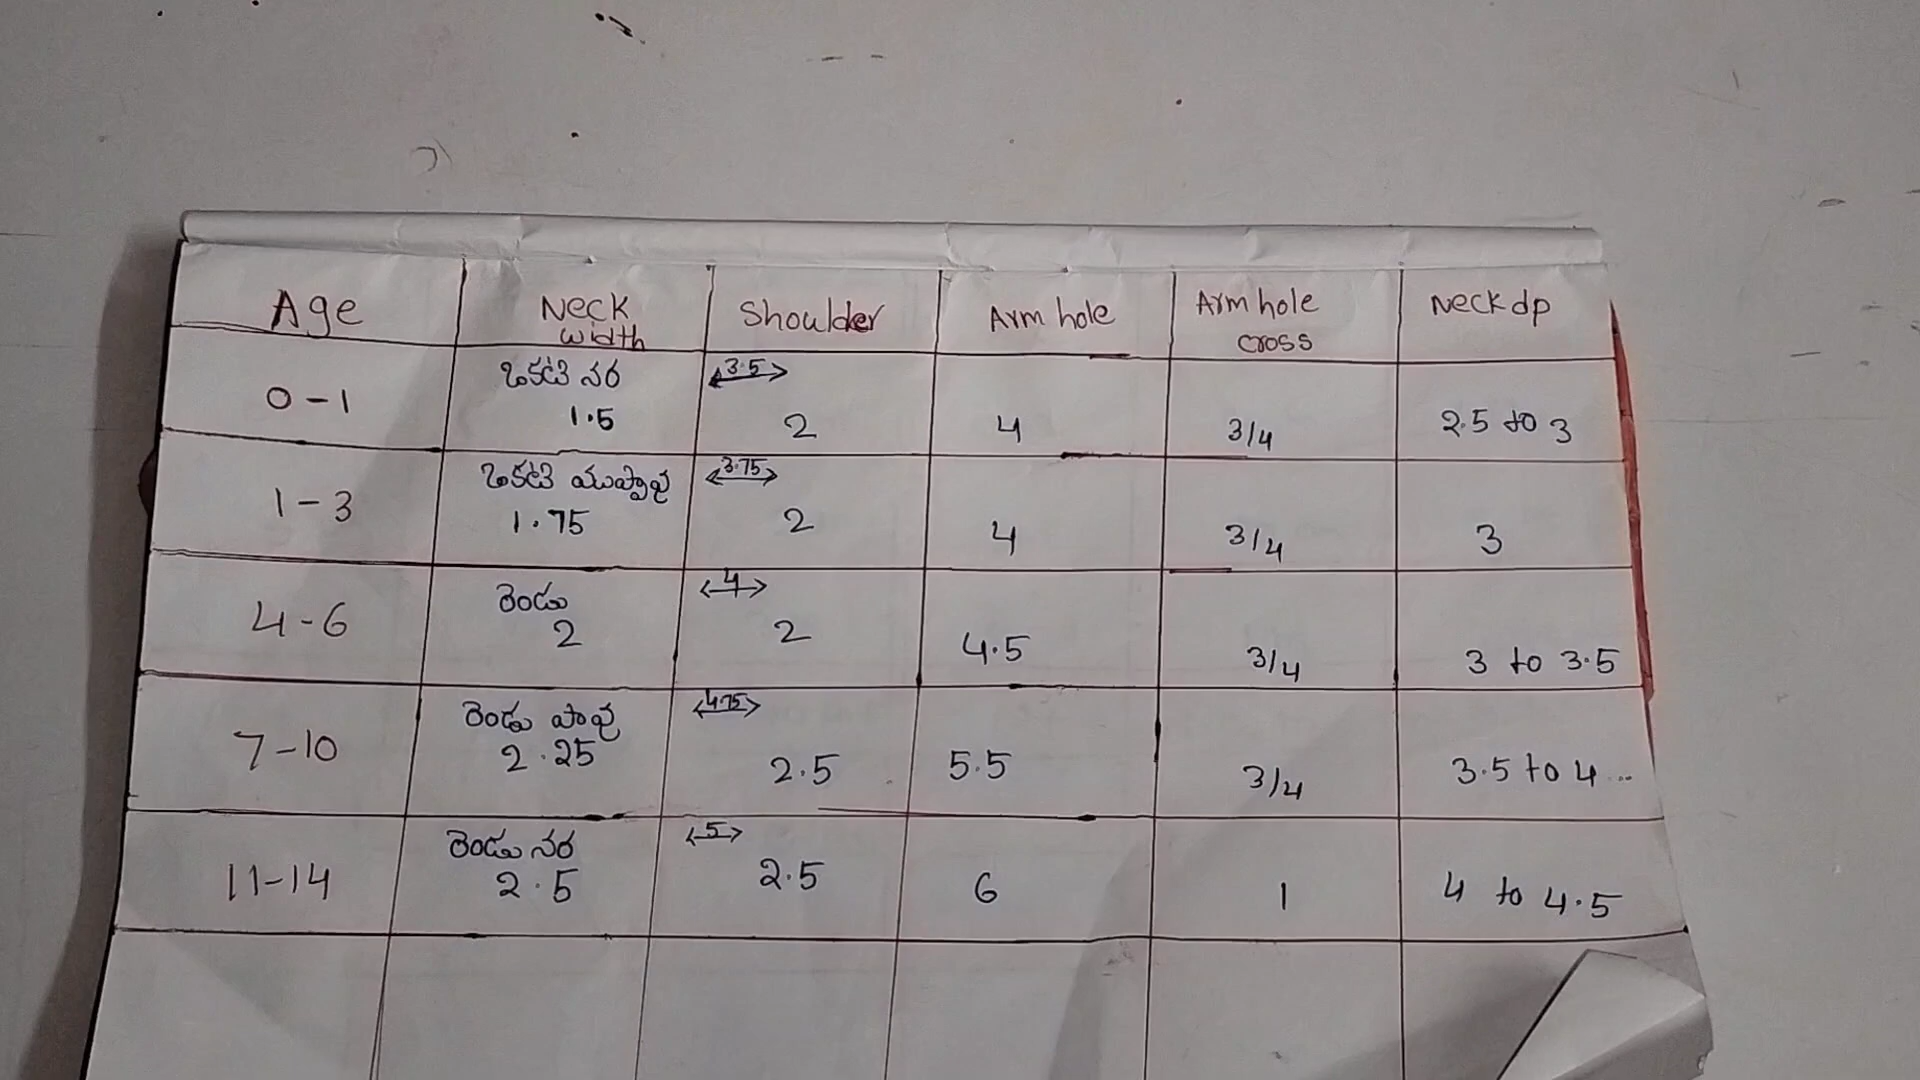 Age Neck width Shoulder Arm hole Arm hole cross Neck dp
0-1 ఒకటి నర 1.5 3.5 2 4 3/4 2.5 to 3
1-3 ఒకటి ముప్పావు 1.75 3.75 2 4 3/4 3
4-6 రెండు 2 4 2 4.5 3/4 3 to 3.5
7-10 రెండు పావు 2.25 4.75 2.5 5.5 3/4 3.5 to 4 ...
11-14 రెండు నర 2.5 5 2.5 6 1 4 to 4.5